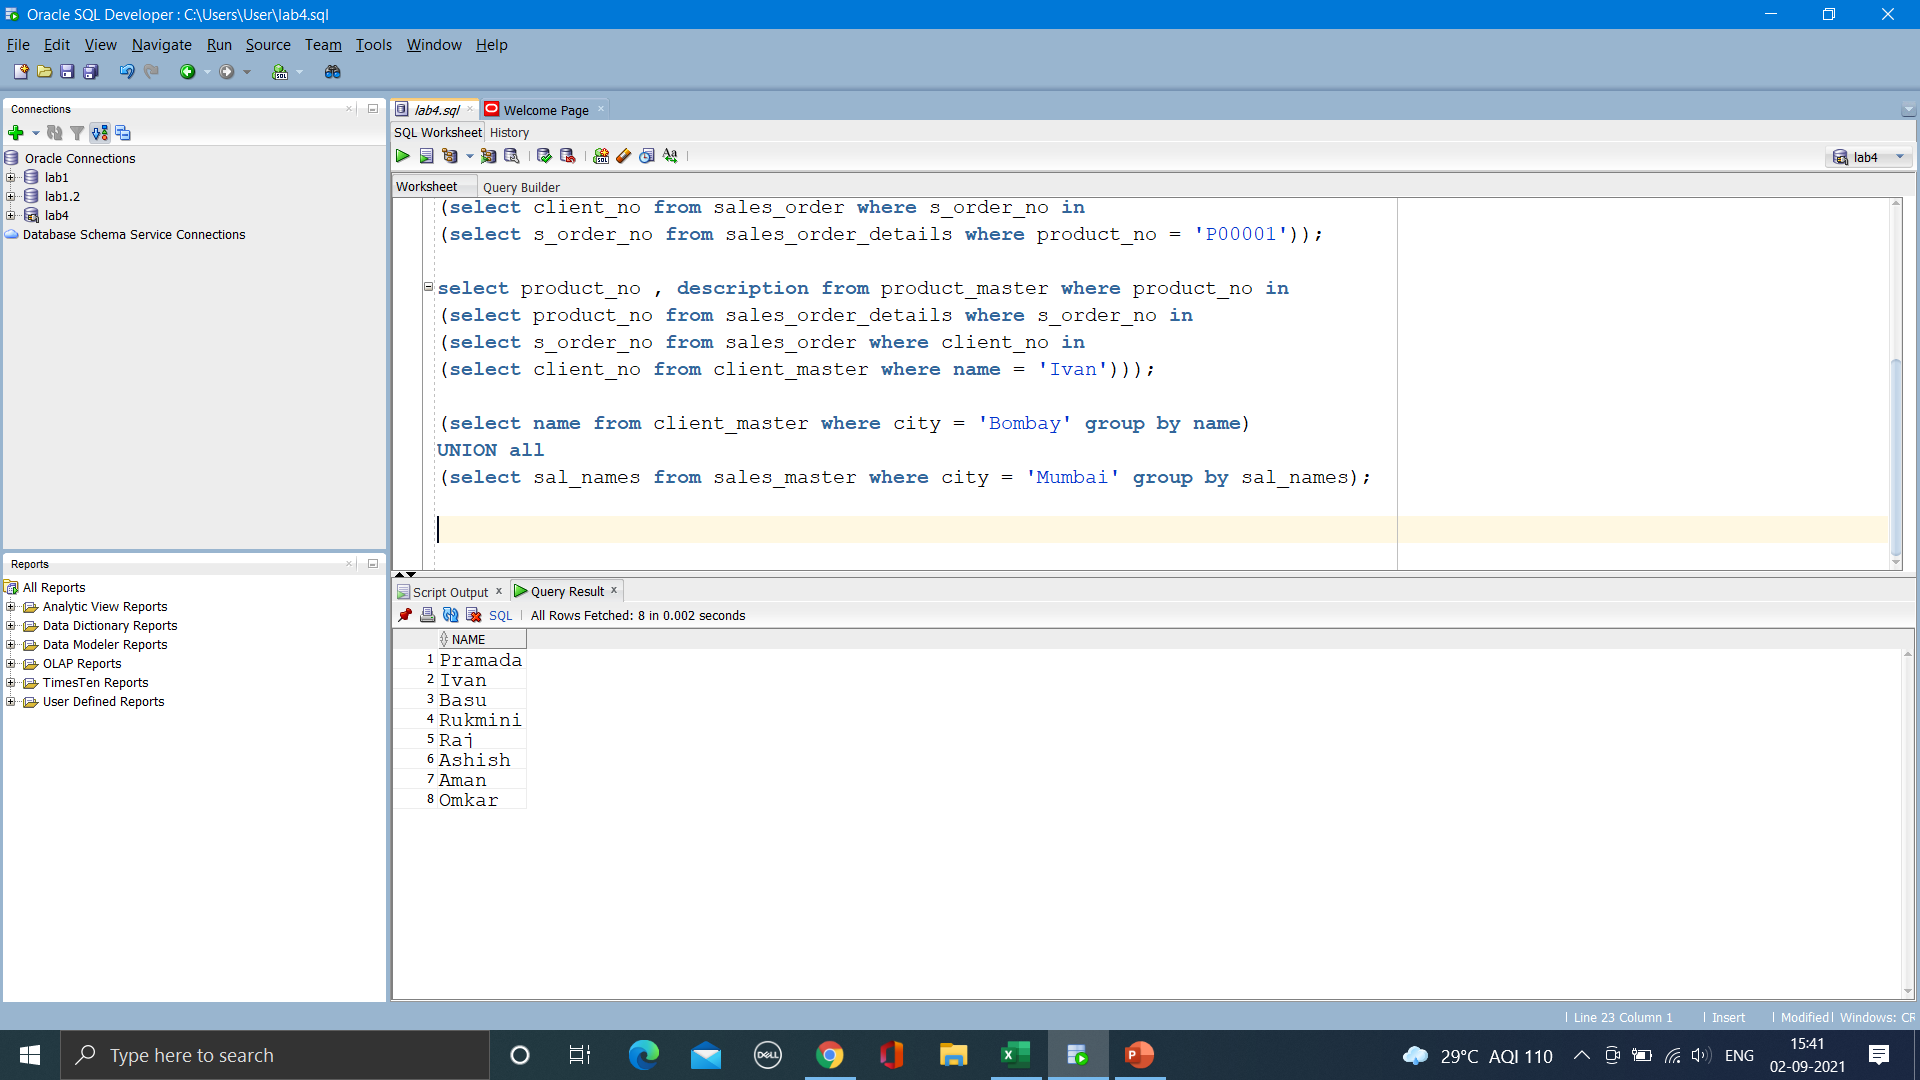 Oracle SQL Developer : C:\Users\User\lab4.sql
File Edit View Navigate Run Source Team Tools Window Help
Connections
Oracle Connections
lab1
lab1.2
lab4
Database Schema Service Connections
Reports
All Reports
Analytic View Reports
Data Dictionary Reports
Data Modeler Reports
OLAP Reports
TimesTen Reports
User Defined Reports
lab4.sql Welcome Page
SQL Worksheet History
Aa
lab4
Worksheet Query Builder
(select client_no from sales_order where s_order_no in
(select s_order_no from sales_order_details where product_no = 'P00001'));
select product_no , description from product_master where product_no in
(select product_no from sales_order_details where s_order_no in
(select s_order_no from sales_order where client_no in
(select client_no from client_master where name = 'Ivan')));
(select name from client_master where city = 'Bombay' group by name)
UNION all
(select sal_names from sales_master where city = 'Mumbai' group by sal_names);
Script Output x Query Result x
SQL | All Rows Fetched: 8 in 0.002 seconds
NAME
1 Pramada
2 Ivan
3 Basu
4 Rukmini
5 Raj
6 Ashish
7 Aman
8 Omkar
Line 23 Column 1 | Insert | Modified | Windows: CR
Type here to search
DELL
29°C AQI 110
ENG
15:41
02-09-2021